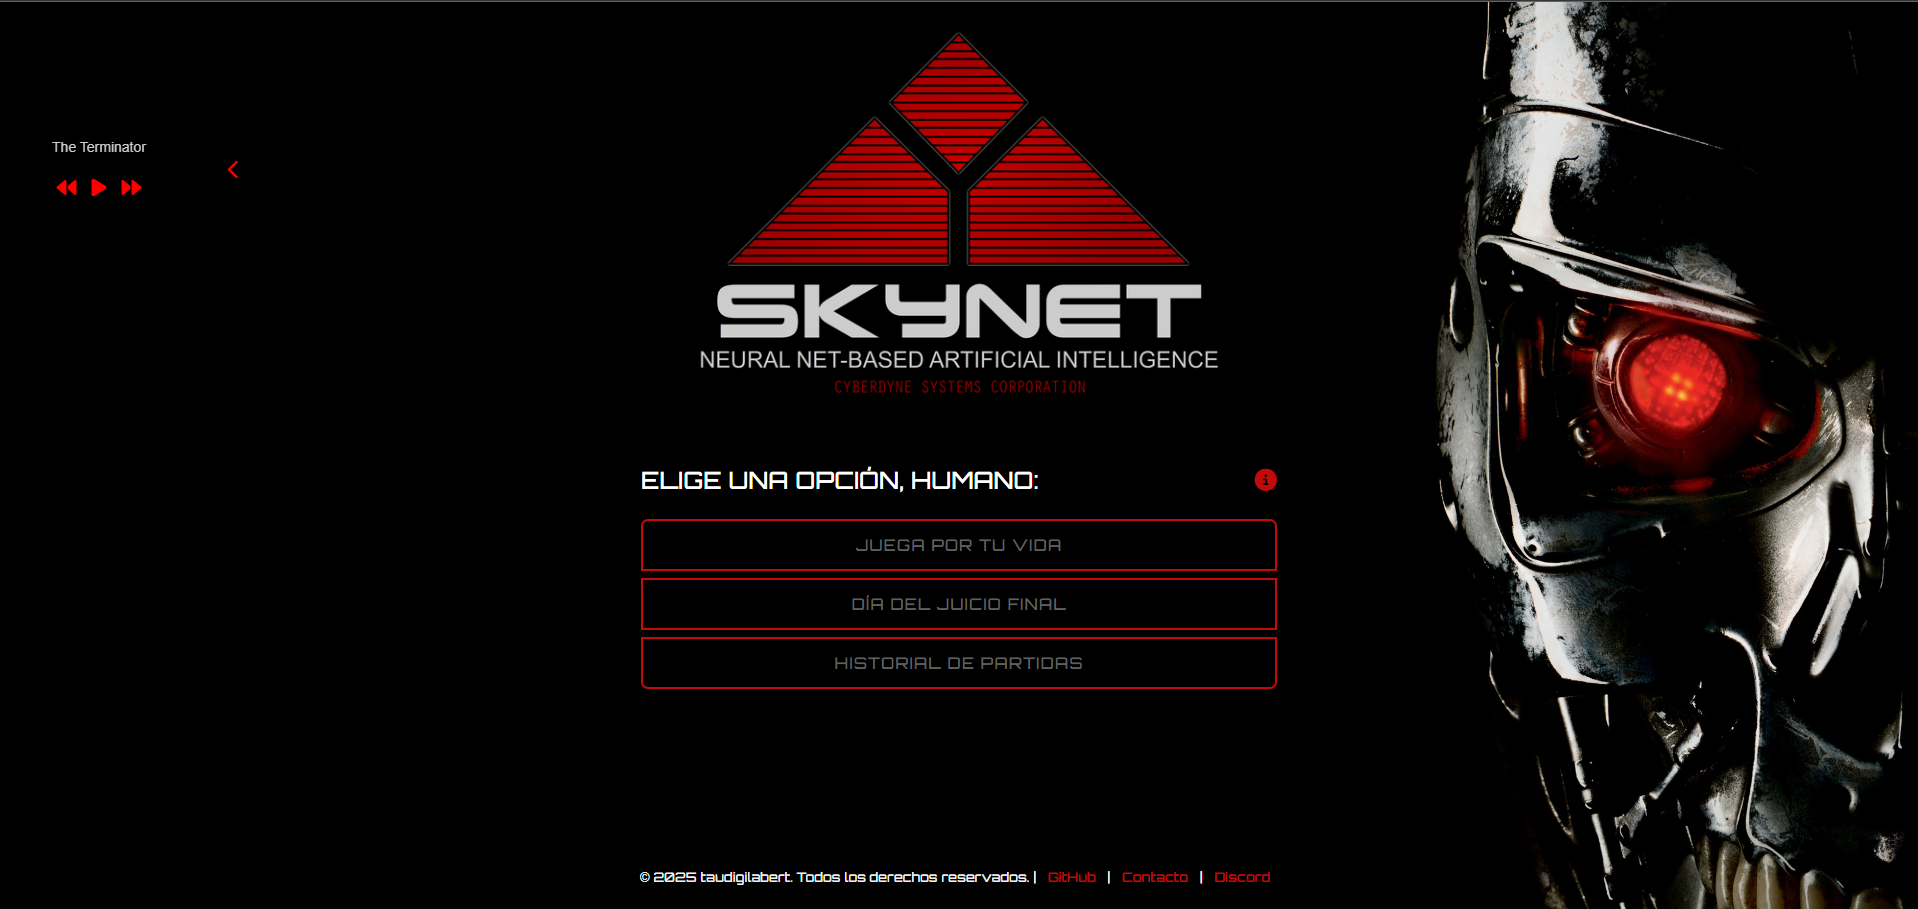 The Terminator
SKYNET
NEURAL NET-BASED ARTIFICIAL INTELLIGENCE
CYBERDYNE SYSTEMS CORPORATION
ELIGE UNA OPCIÓN, HUMANO:
JUEGA POR TU VIDA
DÍA DEL JUICIO FINAL
HISTORIAL DE PARTIDAS
© 2025 taudigilabert. Todos los derechos reservados. | GitHub | Contacto | Discord